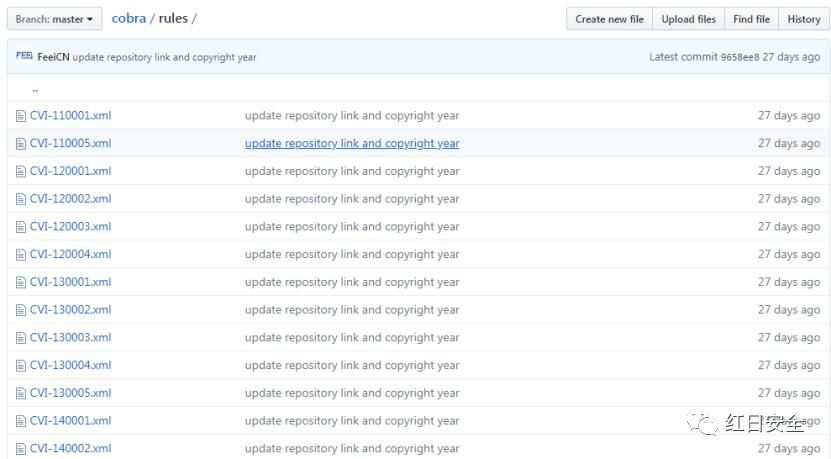 Branch: master cobra / rules / Create new file Upload files Find file History
FEEI FeeiCN update repository link and copyright year Latest commit 9658ee8 27 days ago
..
CVI-110001.xml update repository link and copyright year 27 days ago
CVI-110005.xml update repository link and copyright year 27 days ago
CVI-120001.xml update repository link and copyright year 27 days ago
CVI-120002.xml update repository link and copyright year 27 days ago
CVI-120003.xml update repository link and copyright year 27 days ago
CVI-120004.xml update repository link and copyright year 27 days ago
CVI-130001.xml update repository link and copyright year 27 days ago
CVI-130002.xml update repository link and copyright year 27 days ago
CVI-130003.xml update repository link and copyright year 27 days ago
CVI-130004.xml update repository link and copyright year 27 days ago
CVI-130005.xml update repository link and copyright year 27 days ago
CVI-140001.xml update repository link and copyright year 27 days ago
红日安全
CVI-140002.xml update repository link and copyright year 27 days ago